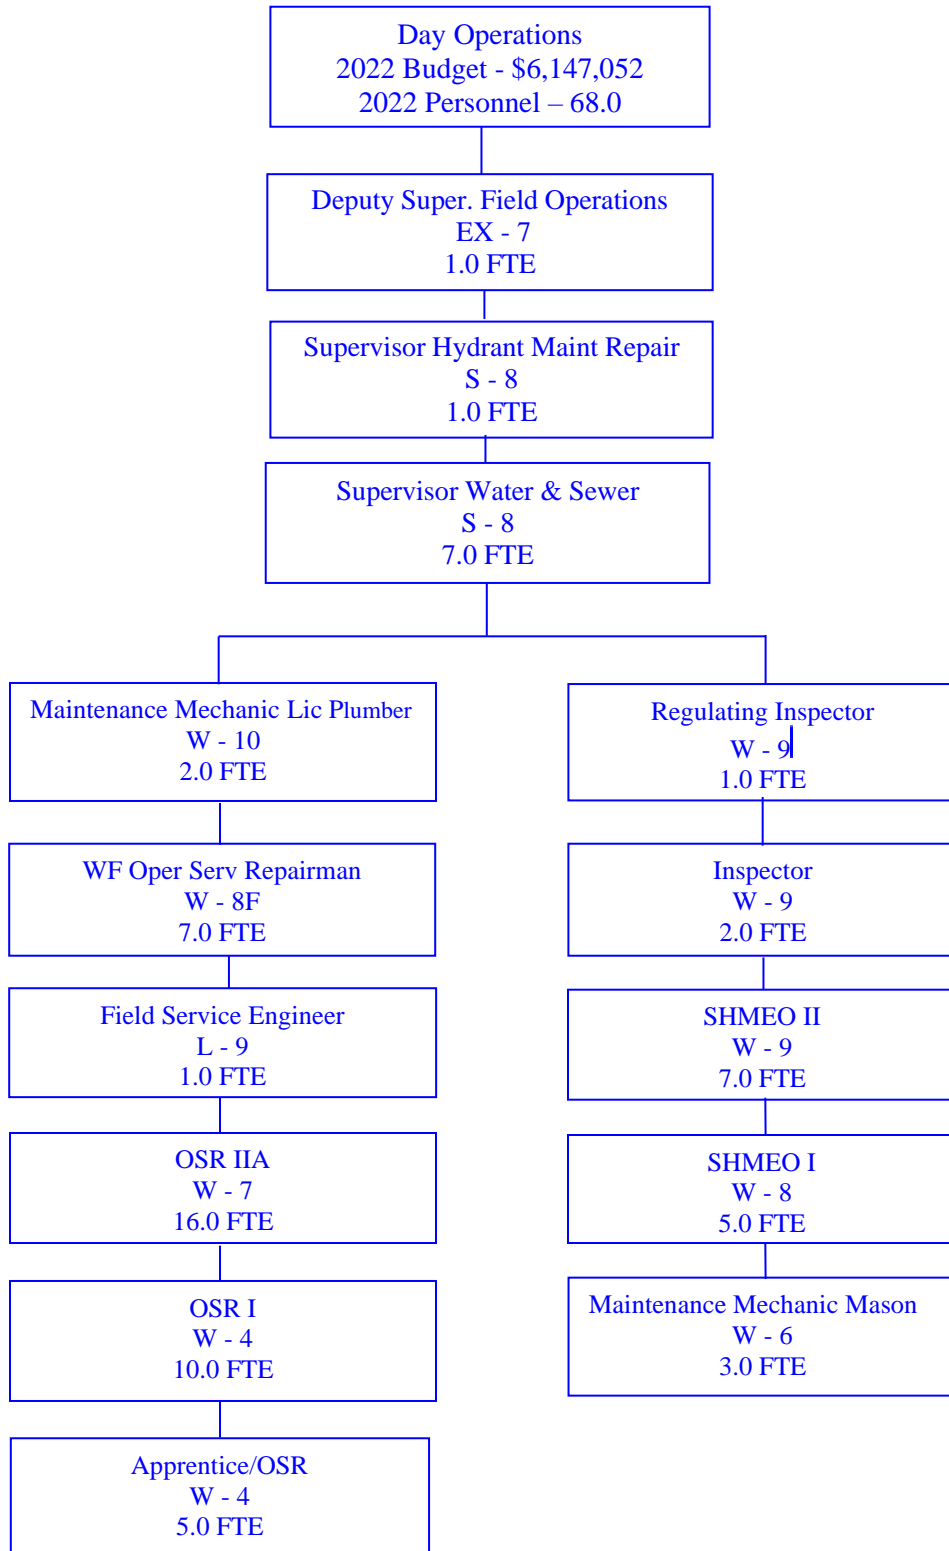 Day Operations
2022 Budget - $6,147,052
2022 Personnel – 68.0
Deputy Super. Field Operations
EX - 7
1.0 FTE
Supervisor Hydrant Maint Repair
S - 8
1.0 FTE
Supervisor Water & Sewer
S - 8
7.0 FTE
Maintenance Mechanic Lic Plumber
W - 10
2.0 FTE
WF Oper Serv Repairman
W - 8F
7.0 FTE
Field Service Engineer
L - 9
1.0 FTE
OSR IIA
W - 7
16.0 FTE
OSR I
W - 4
10.0 FTE
Apprentice/OSR
W - 4
5.0 FTE
Regulating Inspector
W - 9
1.0 FTE
Inspector
W - 9
2.0 FTE
SHMEO II
W - 9
7.0 FTE
SHMEO I
W - 8
5.0 FTE
Maintenance Mechanic Mason
W - 6
3.0 FTE